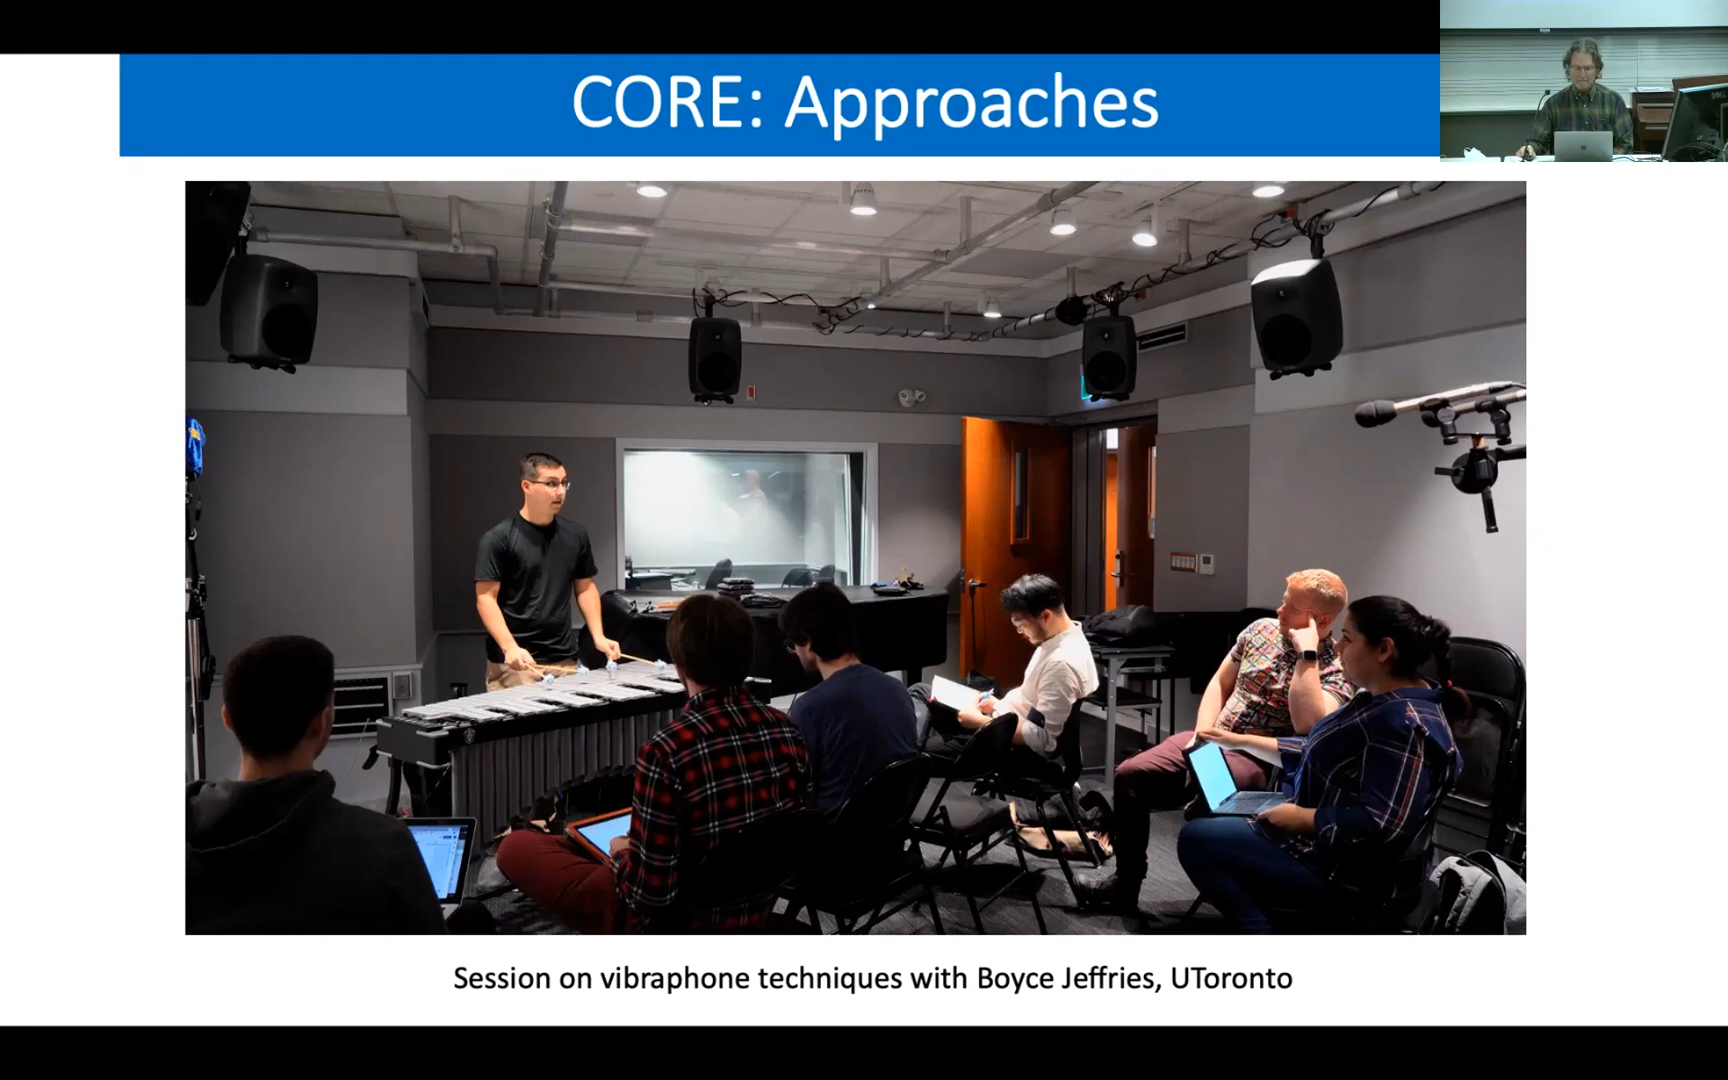 CORE: Approaches
Session on vibraphone techniques with Boyce Jeffries, UToronto